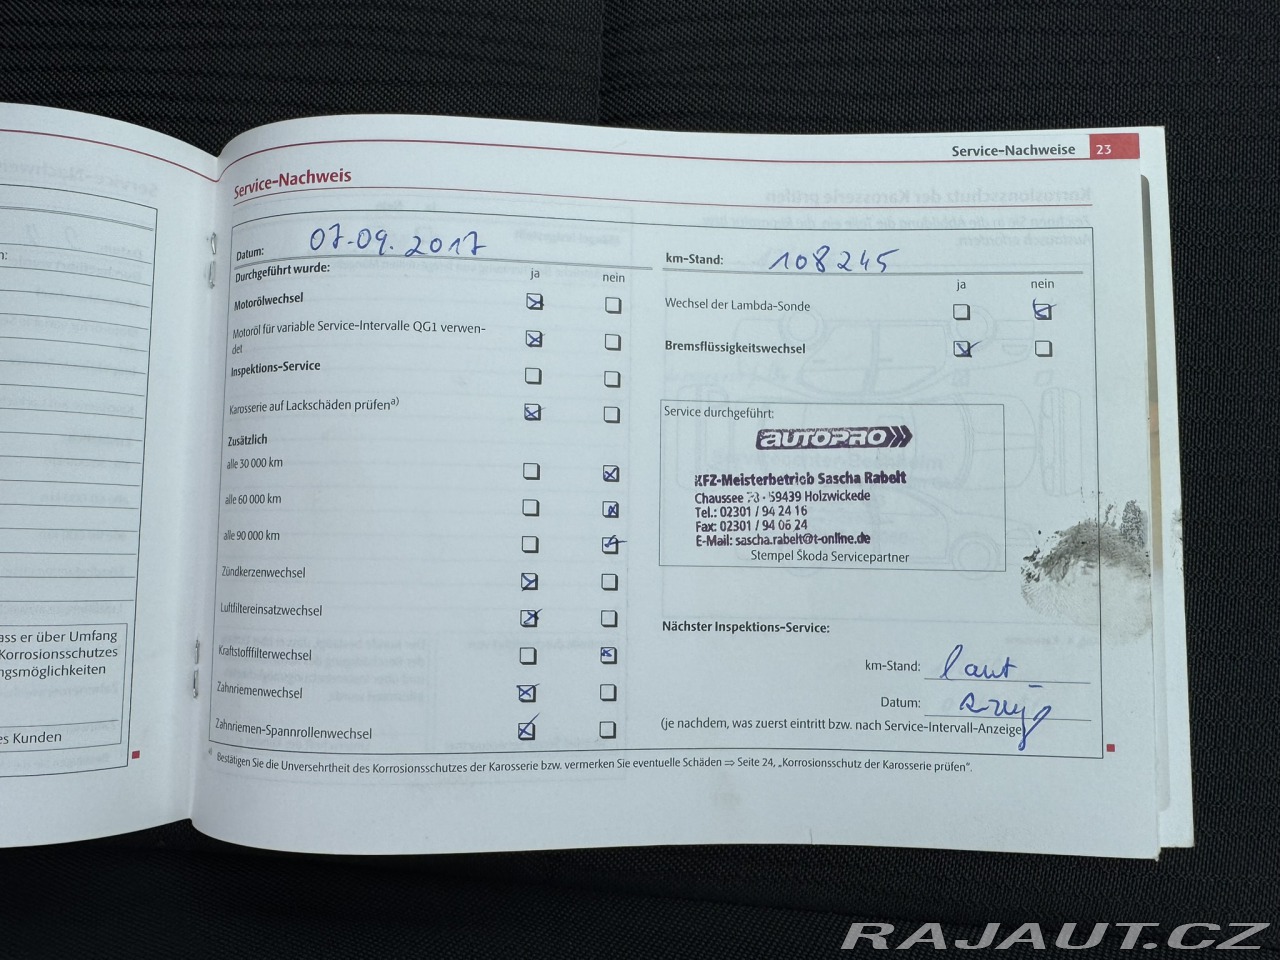 Service-Nachweise 23
Service-Nachweis
Datum: 07.09.2017
Durchgeführt wurde: ja nein
Motorölwechsel
Motoröl für variable Service-Intervalle QG1 verwen-
det
Inspektions-Service
Karosserie auf Lackschäden prüfena)
Zusätzlich
alle 30 000 km
alle 60 000 km
alle 90 000 km
Zündkerzenwechsel
Luftfiltereinsatzwechsel
Kraftstofffilterwechsel
Zahnriemenwechsel
Zahnriemen-Spannrollenwechsel
km-Stand: 108245
ja nein
Wechsel der Lambda-Sonde
Bremsflüssigkeitswechsel
Service durchgeführt:
AUTOPRO
KFZ-Meisterbetrieb Sascha Rabelt
Chaussee 59439 Holzwickede
Tel.: 02301 / 94 24 16
Fax: 02301 / 94 06 24
E-Mail: sascha.rabelt@t-online.de
Stempel Škoda Servicepartner
Nächster Inspektions-Service:
km-Stand: laut
Datum:
(je nachdem, was zuerst eintritt bzw. nach Service-Intervall-Anzeige)
a) Bestätigen Sie die Unversehrtheit des Korrosionsschutzes der Karosserie bzw. vermerken Sie eventuelle Schäden ⇒ Seite 24, „Korrosionsschutz der Karosserie prüfen“.
ass er über Umfang
Korrosionsschutzes
ngsmöglichkeiten
es Kunden
RAJAUT.CZ